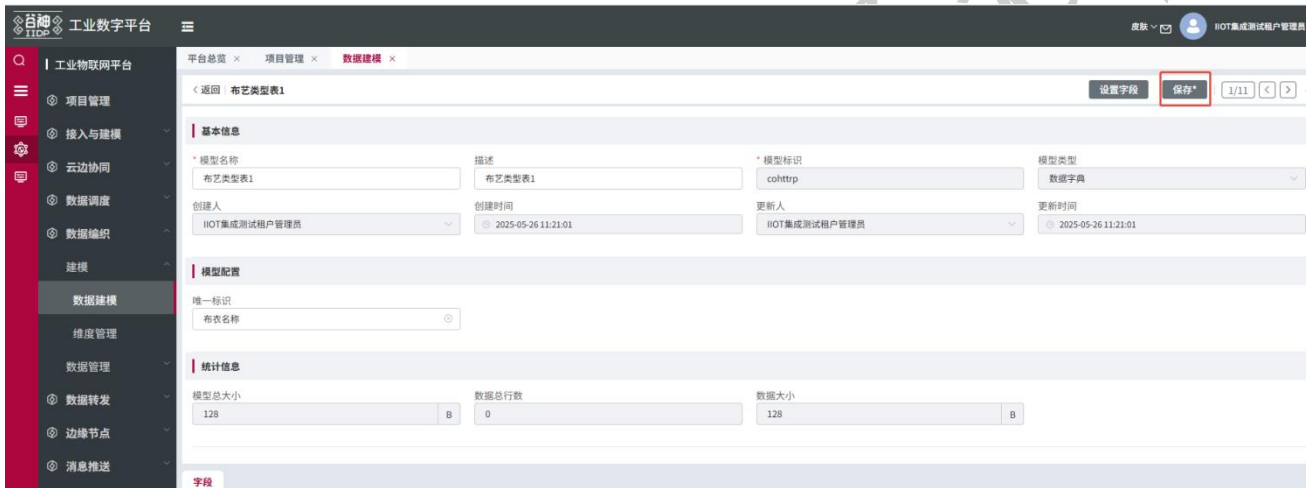 谷神 IIDP 工业数字平台
皮肤 IIOT集成测试租户管理员
工业物联网平台
项目管理
接入与建模
云边协同
数据调度
数据编织
建模
数据建模
维度管理
数据管理
数据转发
边缘节点
消息推送
平台总览 × 项目管理 × 数据建模 ×
< 返回 布艺类型表1 设置字段 保存* 1/11 < >
基本信息
* 模型名称 描述 * 模型标识 模型类型
布艺类型表1 布艺类型表1 cohttrp 数据字典
创建人 创建时间 更新人 更新时间
IIOT集成测试租户管理员 2025-05-26 11:21:01 IIOT集成测试租户管理员 2025-05-26 11:21:01
模型配置
唯一标识
布衣名称
统计信息
模型总大小 数据总行数 数据大小
128 B 0 128 B
字段